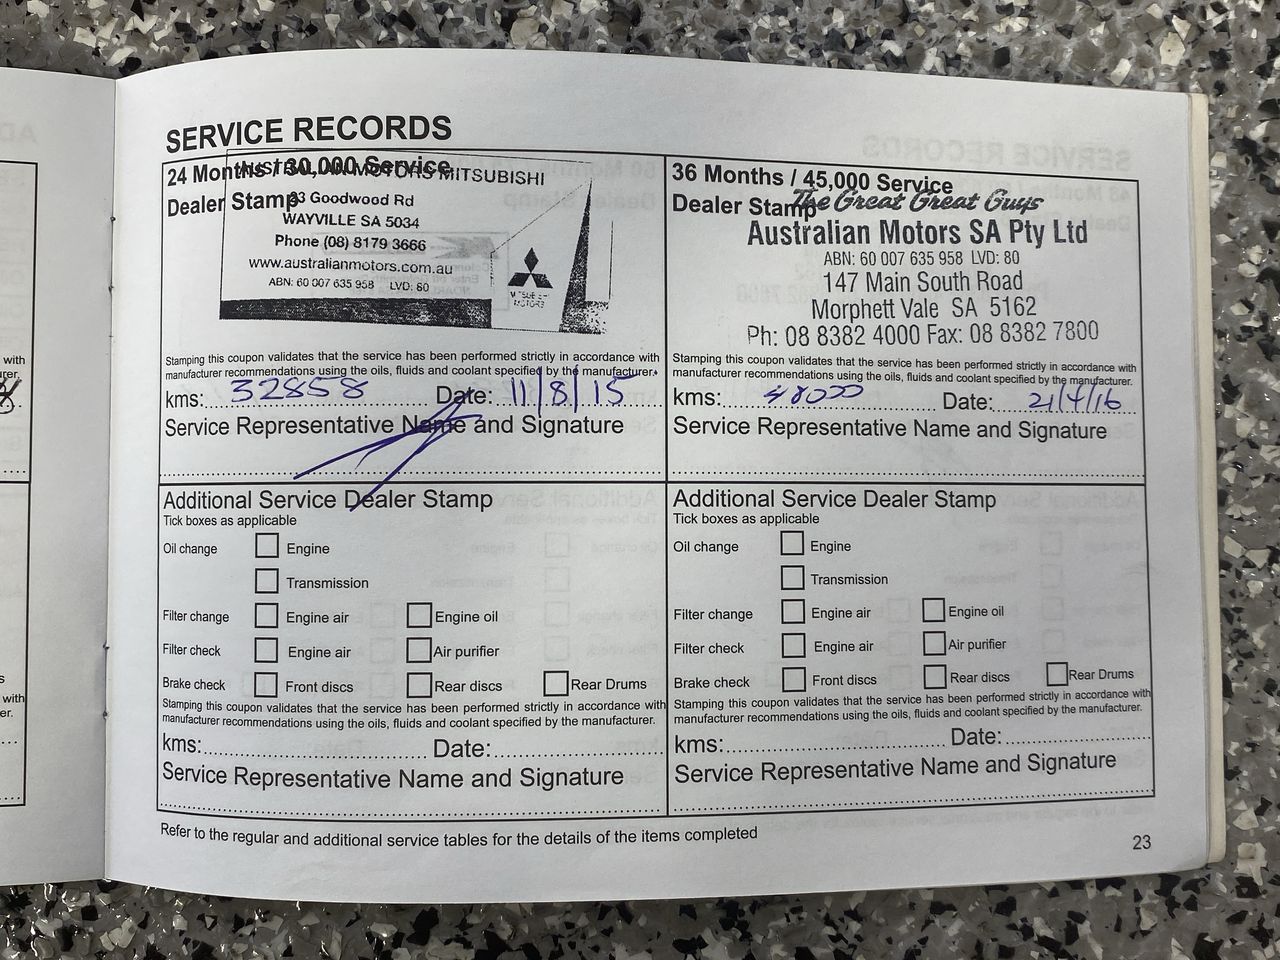 SERVICE RECORDS
24 Months / 30,000 Service
Dealer Stamp
AUSTRALIAN MOTORS MITSUBISHI
93 Goodwood Rd
WAYVILLE SA 5034
Phone (08) 8179 3666
www.australianmotors.com.au
ABN: 60 007 635 958 LVD: 80
MITSUBISHI
MOTORS
Stamping this coupon validates that the service has been performed strictly in accordance with
manufacturer recommendations using the oils, fluids and coolant specified by the manufacturer.
kms: 32858 Date: 11/8/15
Service Representative Name and Signature
Additional Service Dealer Stamp
Tick boxes as applicable
Oil change Engine
Transmission
Filter change Engine air Engine oil
Filter check Engine air Air purifier
Brake check Front discs Rear discs Rear Drums
Stamping this coupon validates that the service has been performed strictly in accordance with
manufacturer recommendations using the oils, fluids and coolant specified by the manufacturer.
kms: Date:
Service Representative Name and Signature
36 Months / 45,000 Service
Dealer Stamp
The Great Great Guys
Australian Motors SA Pty Ltd
ABN: 60 007 635 958 LVD: 80
147 Main South Road
Morphett Vale SA 5162
Ph: 08 8382 4000 Fax: 08 8382 7800
Stamping this coupon validates that the service has been performed strictly in accordance with
manufacturer recommendations using the oils, fluids and coolant specified by the manufacturer.
kms: 48000 Date: 21/4/16
Service Representative Name and Signature
Additional Service Dealer Stamp
Tick boxes as applicable
Oil change Engine
Transmission
Filter change Engine air Engine oil
Filter check Engine air Air purifier
Brake check Front discs Rear discs Rear Drums
Stamping this coupon validates that the service has been performed strictly in accordance with
manufacturer recommendations using the oils, fluids and coolant specified by the manufacturer.
kms: Date:
Service Representative Name and Signature
Refer to the regular and additional service tables for the details of the items completed
23
with